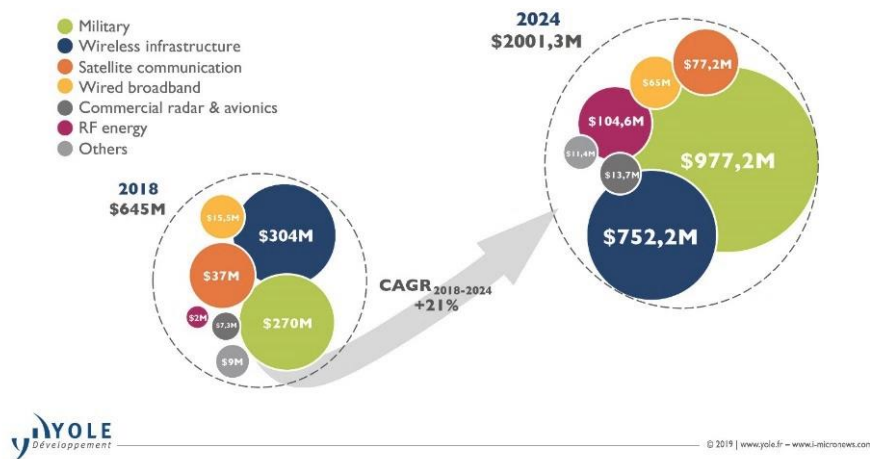 Military
Wireless infrastructure
Satellite communication
Wired broadband
Commercial radar & avionics
RF energy
Others
2018
$645M
$15,5M
$304M
$37M
$2M
$7,3M
$270M
$9M
CAGR 2018-2024
+21%
2024
$2001,3M
$77,2M
$65M
$104,6M
$11,4M
$13,7M
$977,2M
$752,2M
YOLE
Développement
© 2019 | www.yole.fr – www.i-micronews.com